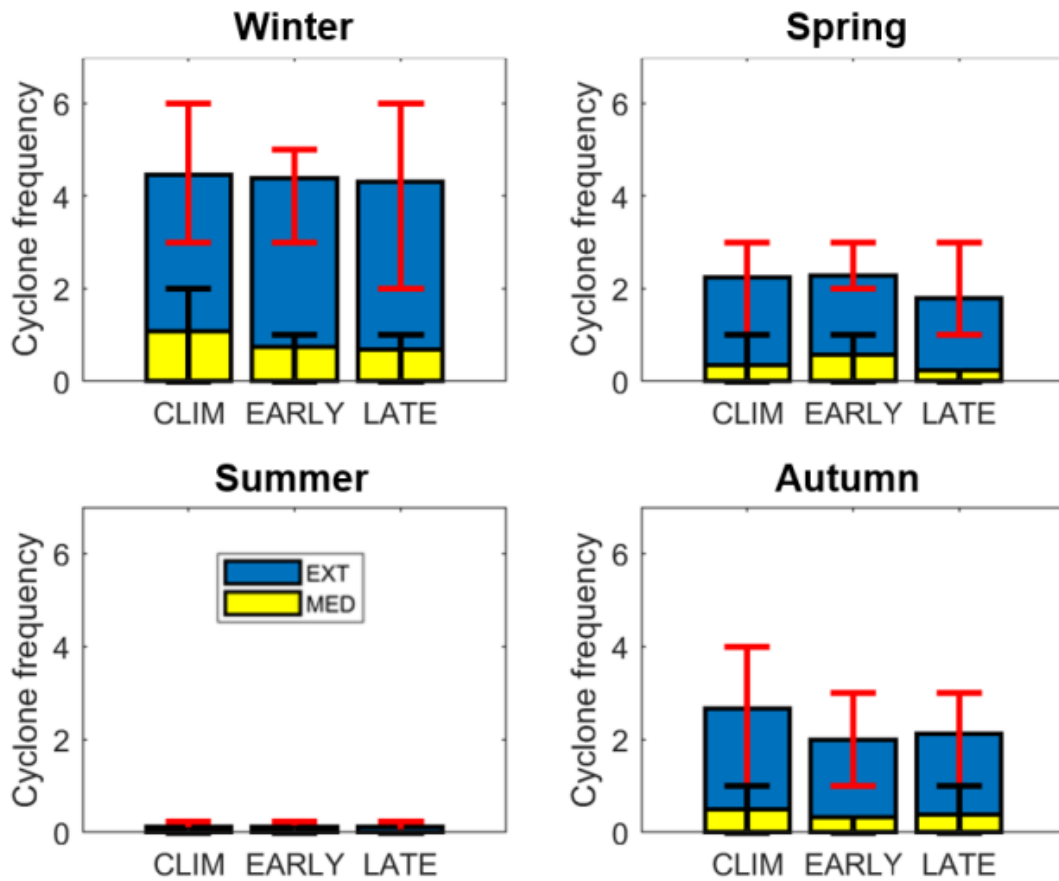 Winter
Cyclone frequency
6
4
2
0
CLIM EARLY LATE
Spring
Cyclone frequency
6
4
2
0
CLIM EARLY LATE
Summer
Cyclone frequency
6
4
2
0
EXT
MED
CLIM EARLY LATE
Autumn
Cyclone frequency
6
4
2
0
CLIM EARLY LATE